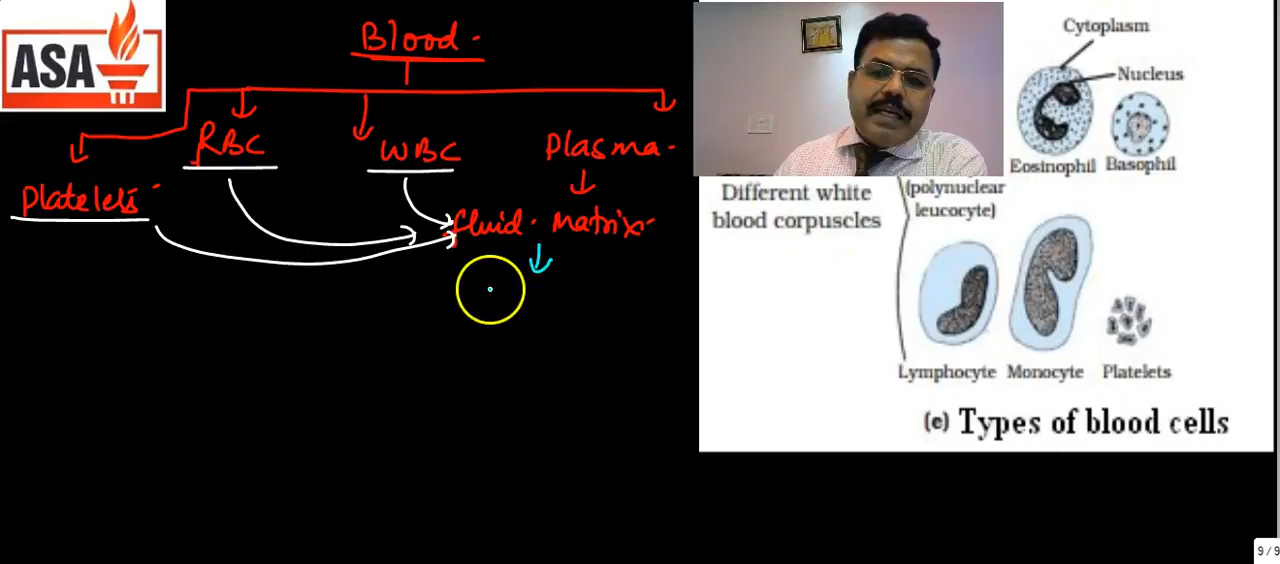 ASA
Blood.
Platelets
RBC
WBC
Plasma.
fluid. Matrix.
Cytoplasm
Nucleus
Eosinophil Basophil
Different white
blood corpuscles
(polynuclear
leucocyte)
Lymphocyte Monocyte Platelets
(e) Types of blood cells
9 / 9